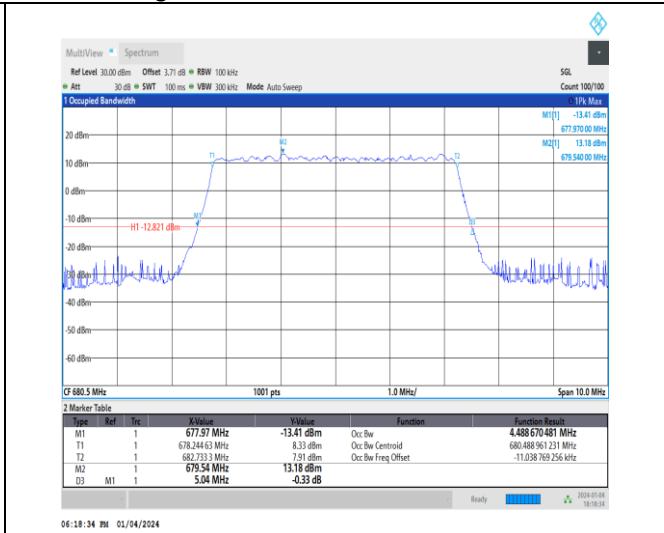 MultiView Spectrum
Ref Level 30.00 dBm Offset 3.71 dB RBW 100 kHz SGL
Att 30 dB SWT 100 ms VBW 300 kHz Mode Auto Sweep Count 100/100
1 Occupied Bandwidth 1Pk Max
M1[1] -13.41 dBm
677.97000 MHz
M2[1] 13.18 dBm
679.54000 MHz
20 dBm
M2
T1 T2
10 dBm
0 dBm
-10 dBm
M1
H1 -12.821 dBm
-30 dBm
-40 dBm
-50 dBm
-60 dBm
CF 680.5 MHz 1001 pts 1.0 MHz/ Span 10.0 MHz
2 Marker Table
Type Ref Trc X-Value Y-Value Function Function Result
M1 1 677.97 MHz -13.41 dBm Occ Bw 4.488 670 481 MHz
T1 1 678.244 63 MHz 8.33 dBm Occ Bw Centroid 680.488 961 231 MHz
T2 1 682.733 3 MHz 7.91 dBm Occ Bw Freq Offset -11.038 769 256 kHz
M2 1 679.54 MHz 13.18 dBm
D3 M1 1 5.04 MHz -0.33 dB
Ready 2024-01-04
18:18:34
06:18:34 PM 01/04/2024